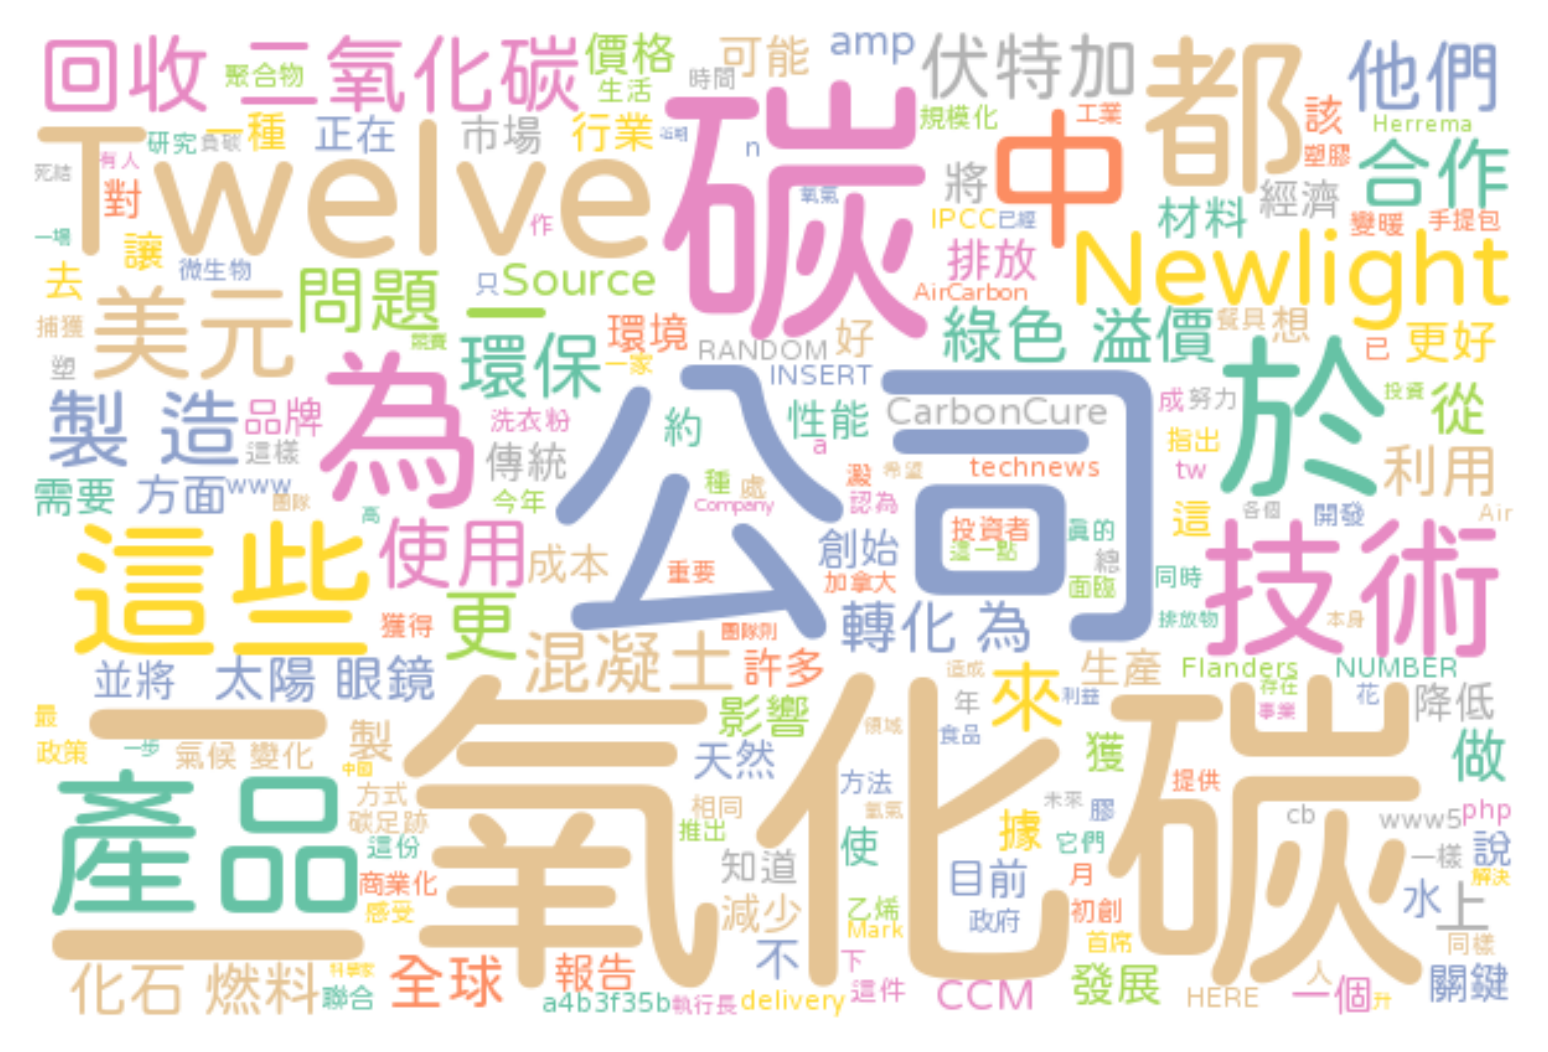 回收 二氧化碳
聚合物
價格
生活
時間
可能
amp
伏特加
都
他們
Twelve
研究
負碳
一種
正在
市場
行業
碳
n
規模化
工業
中
該
Herrema
塑膠
合作
死結
有人
對
作
氧氣
將
IPCC
已經
經濟
材料
變暖
手提包
一場
讓
微生物
去
美元
問題
只
Source
一
排放
AirCarbon
Newlight
捕獲
塑
環保
環境
一家
RANDOM
好
INSERT
綠色 溢價
餐具
想
已
更好
製 造
品牌
這樣
為
洗衣粉
傳統
約
性能
a
公司
CarbonCure
成
努力
於
投資
從
指出
tw
利用
需要
方面
www
團隊
高
今年
種
處
Company
澱
希望
認為
technews
這
各個
開發
Air
這些
使用
成本
重要
創始
加拿大
投資者
這一點
真的
總
面臨
同時
技術
獲得
更
團隊則
轉化 為
排放物
本身
並將
太陽 眼鏡
混凝土
許多
造成
來
生產
Flanders
NUMBER
存在
利益
事業
花
降低
最
政策
一步
氣候 變化
製
中國
影響
天然
領域
年
食品
二氧化碳
獲
做
產品
方式
碳足跡
這份
商業化
感受
相同
推出
方法
氫氣
未來
膠
提供
cb
www5
php
知道
使
據
它們
一樣
說
解決
減少
乙烯
Mark
目前
政府
月
初創
首席
水
上
同樣
化石 燃料
科學家
聯合
全球
報告
a4b3f35b
執行長
不
delivery
下
這件
CCM
發展
HERE
人
一個
升
關鍵